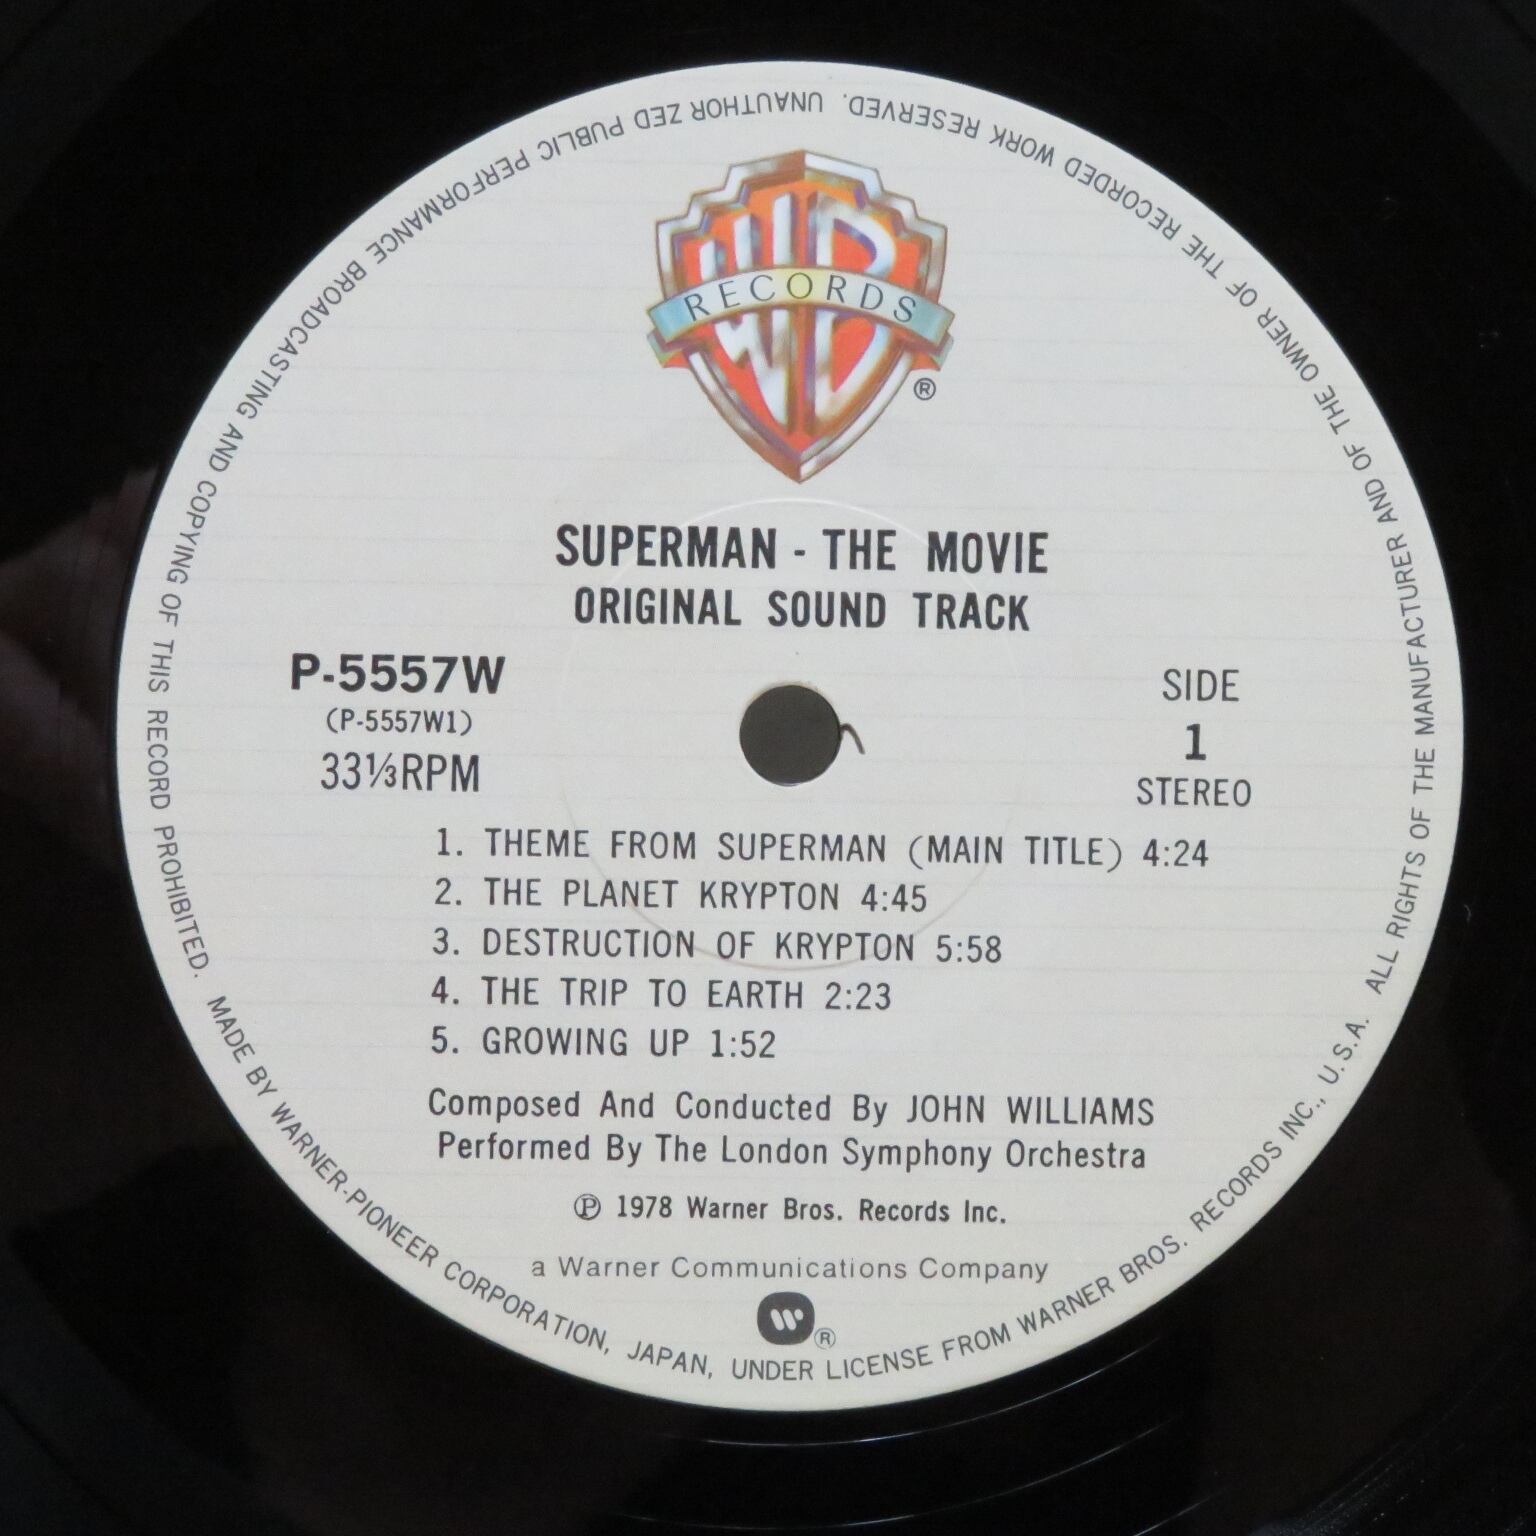 WB
RECORDS
®
SUPERMAN - THE MOVIE
ORIGINAL SOUND TRACK
P-5557W
(P-5557W1)
33⅓RPM
SIDE
1
STEREO
1. THEME FROM SUPERMAN (MAIN TITLE) 4:24
2. THE PLANET KRYPTON 4:45
3. DESTRUCTION OF KRYPTON 5:58
4. THE TRIP TO EARTH 2:23
5. GROWING UP 1:52
Composed And Conducted By JOHN WILLIAMS
Performed By The London Symphony Orchestra
℗ 1978 Warner Bros. Records Inc.
a Warner Communications Company
®
MADE BY WARNER-PIONEER CORPORATION, JAPAN, UNDER LICENSE FROM WARNER BROS. RECORDS INC., U.S.A. ALL RIGHTS OF THE MANUFACTURER AND OF THE OWNER OF THE RECORDED WORK RESERVED. UNAUTHOR ZED PUBLIC PERFORMANCE BROADCASTING AND COPYING OF THIS RECORD PROHIBITED.